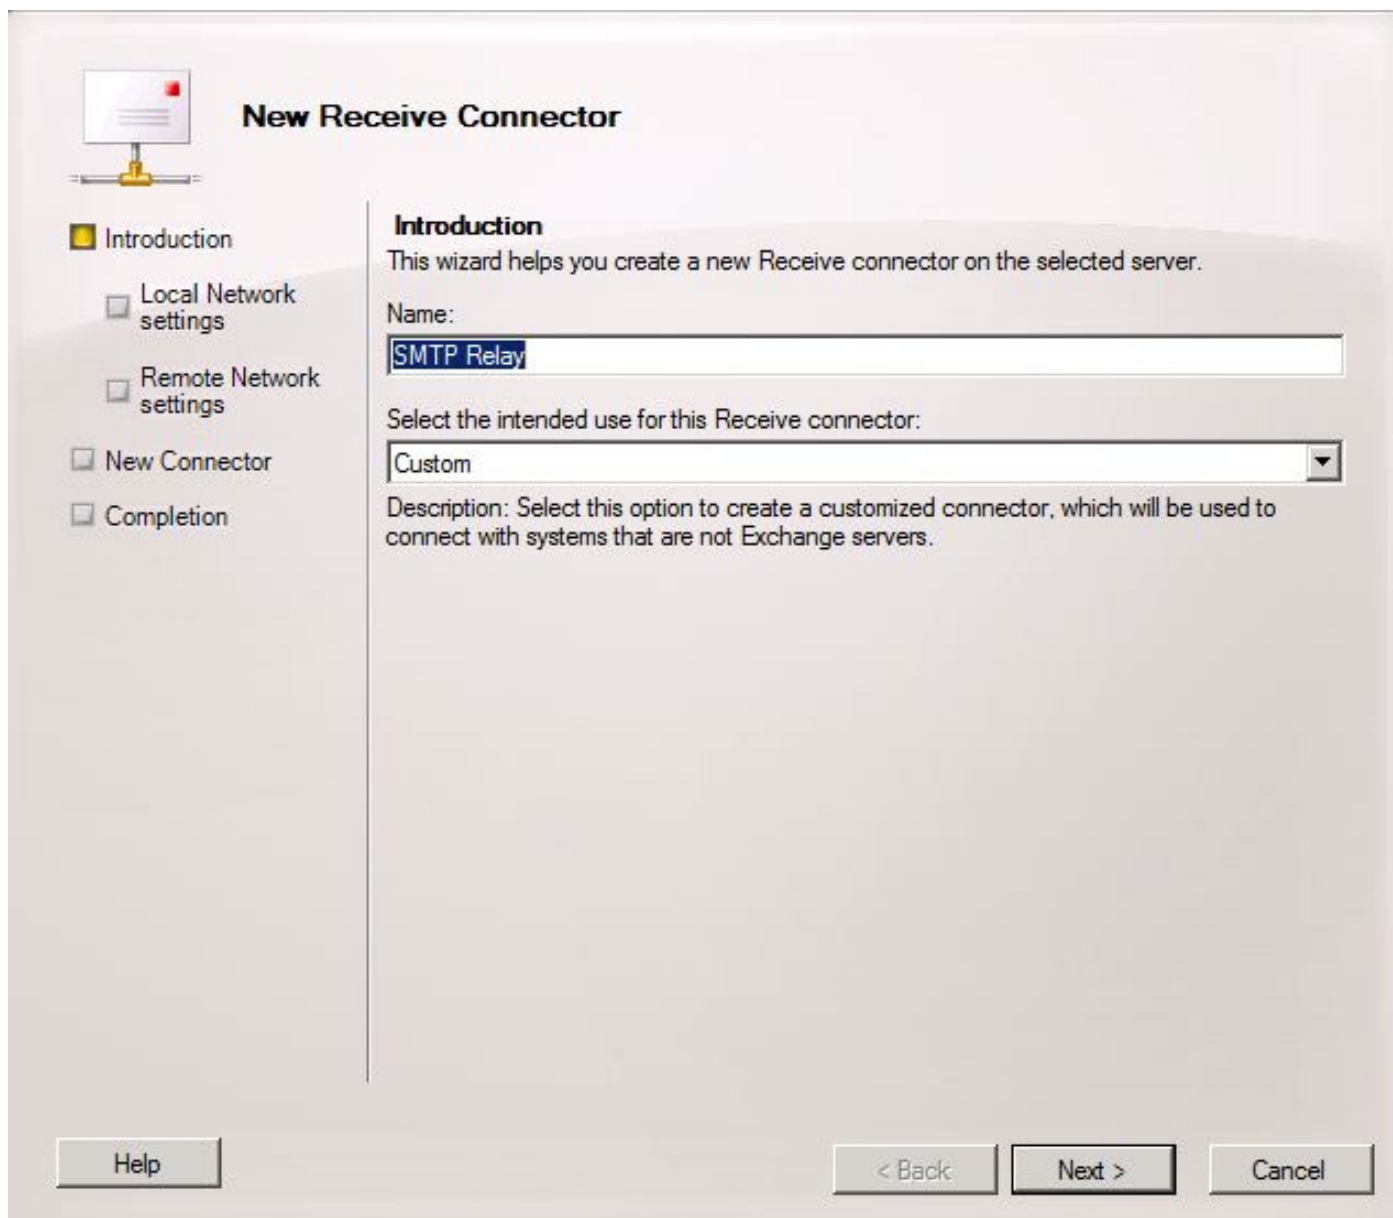 New Receive Connector
Introduction
Local Network
settings
Remote Network
settings
New Connector
Completion
Introduction
This wizard helps you create a new Receive connector on the selected server.
Name:
SMTP Relay
Select the intended use for this Receive connector:
Custom
Description: Select this option to create a customized connector, which will be used to
connect with systems that are not Exchange servers.
Help
< Back
Next >
Cancel